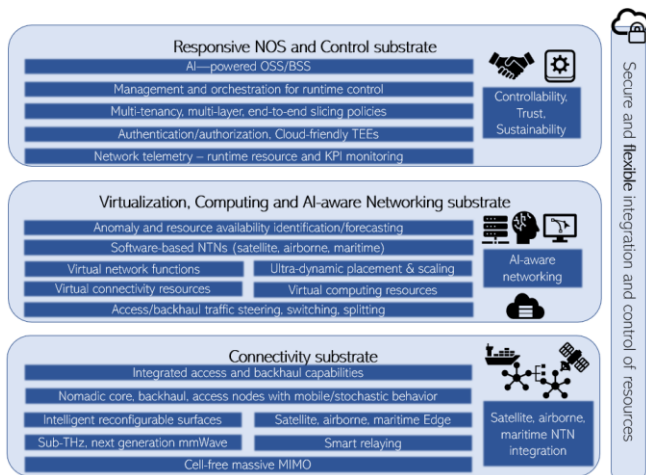 Responsive NOS and Control substrate
AI—powered OSS/BSS
Management and orchestration for runtime control
Multi-tenancy, multi-layer, end-to-end slicing policies
Authentication/authorization, Cloud-friendly TEEs
Network telemetry – runtime resource and KPI monitoring
Controllability,
Trust,
Sustainability
Virtualization, Computing and AI-aware Networking substrate
Anomaly and resource availability identification/forecasting
Software-based NTNs (satellite, airborne, maritime)
Virtual network functions
Ultra-dynamic placement & scaling
Virtual connectivity resources
Virtual computing resources
Access/backhaul traffic steering, switching, splitting
AI-aware
networking
Connectivity substrate
Integrated access and backhaul capabilities
Nomadic core, backhaul, access nodes with mobile/stochastic behavior
Intelligent reconfigurable surfaces
Satellite, airborne, maritime Edge
Sub-THz, next generation mmWave
Smart relaying
Cell-free massive MIMO
Satellite, airborne,
maritime NTN
integration
Secure and flexible integration and control of resources